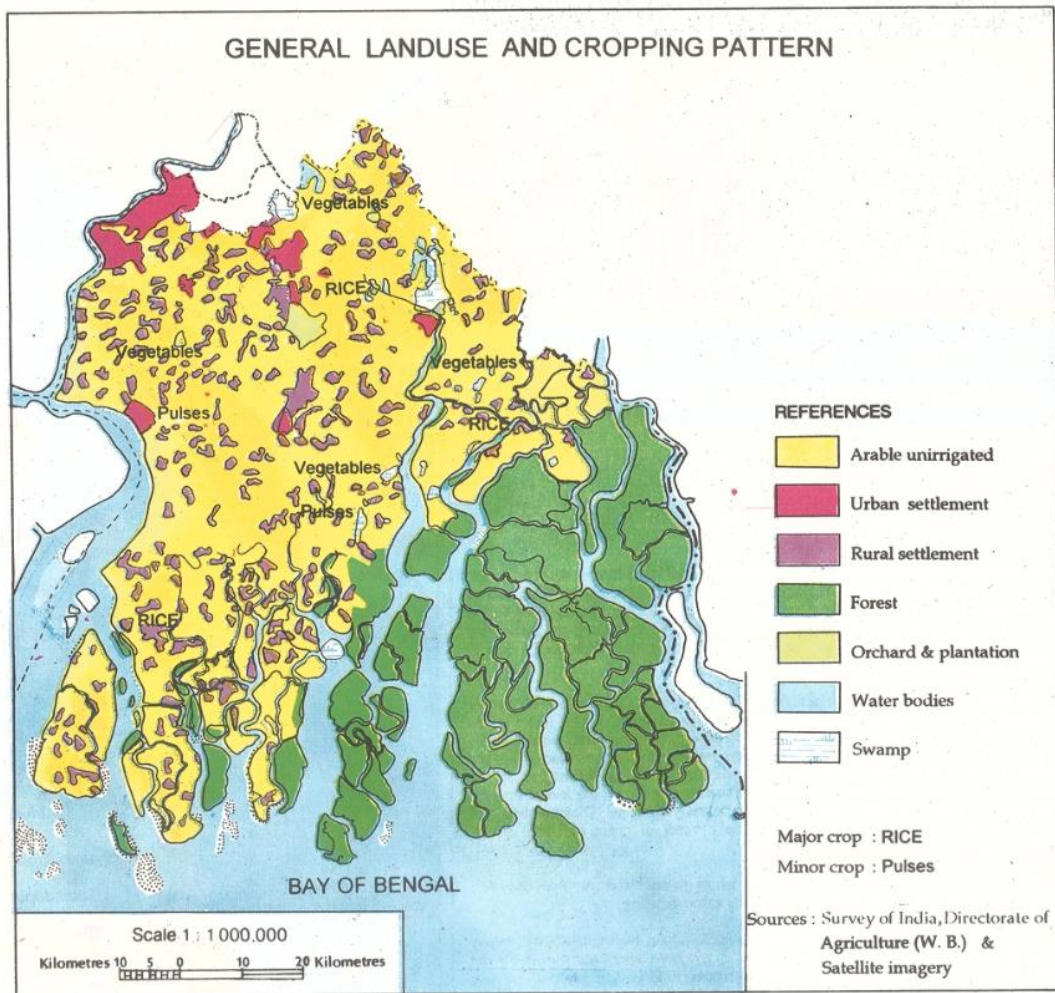 GENERAL LANDUSE AND CROPPING PATTERN
Vegetables
RICE
Vegetables
Vegetables
Pulses
RICE
Vegetables
Pulses
RICE
BAY OF BENGAL
REFERENCES
Arable unirrigated
Urban settlement
Rural settlement
Forest
Orchard & plantation
Water bodies
Swamp
Major crop : RICE
Minor crop : Pulses
Sources : Survey of India, Directorate of
Agriculture (W. B.) &
Satellite imagery
Scale 1 : 1 000,000
Kilometres 10 5 0 10 20 Kilometres